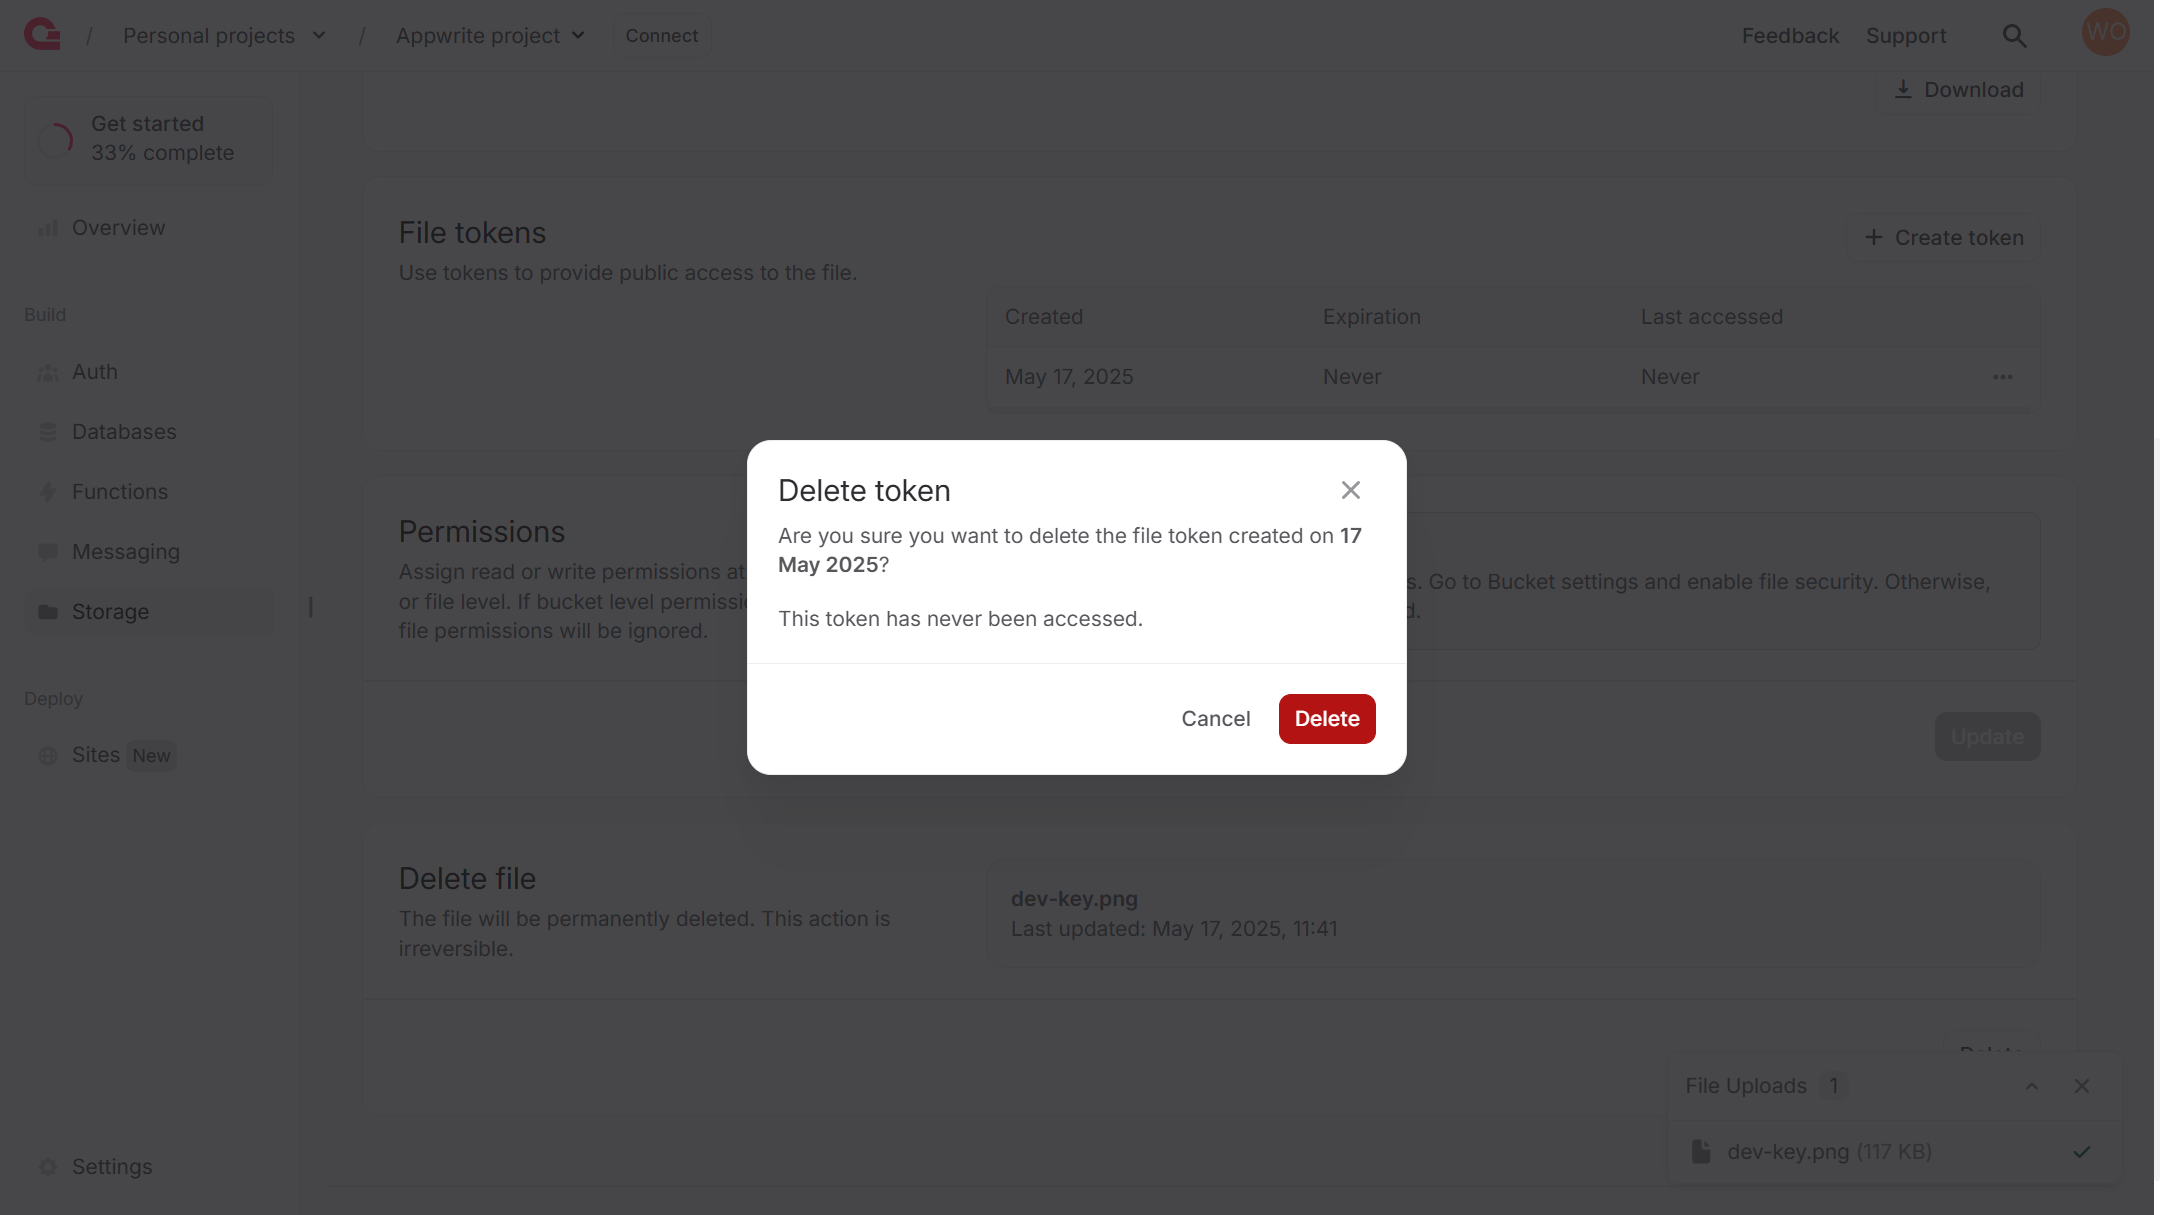 / Personal projects / Appwrite project Connect Feedback Support WO
Get started
33% complete
Overview
Build
Auth
Databases
Functions
Messaging
Storage
Deploy
Sites New
Settings
Download
File tokens
Use tokens to provide public access to the file.
+ Create token
Created Expiration Last accessed
May 17, 2025 Never Never
Permissions
Assign read or write permissions at
or file level. If bucket level
file permissions will be ignored.
s. Go to Bucket settings and enable file security. Otherwise,
d.
Update
Delete token
Are you sure you want to delete the file token created on 17
May 2025?
This token has never been accessed.
Cancel Delete
Delete file
The file will be permanently deleted. This action is
irreversible.
dev-key.png
Last updated: May 17, 2025, 11:41
Delete
File Uploads 1
dev-key.png (117 KB)